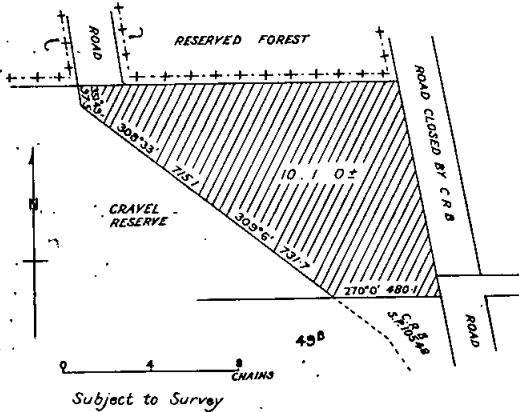 ROAD
RESERVED FOREST
ROAD CLOSED BY C R B
308°33'
715·1
10 . 1 0±
GRAVEL
RESERVE
309°6' 731·7
270°0' 480·1
C.R.B.
ROAD
49B
0 4 8
CHAINS
Subject to Survey